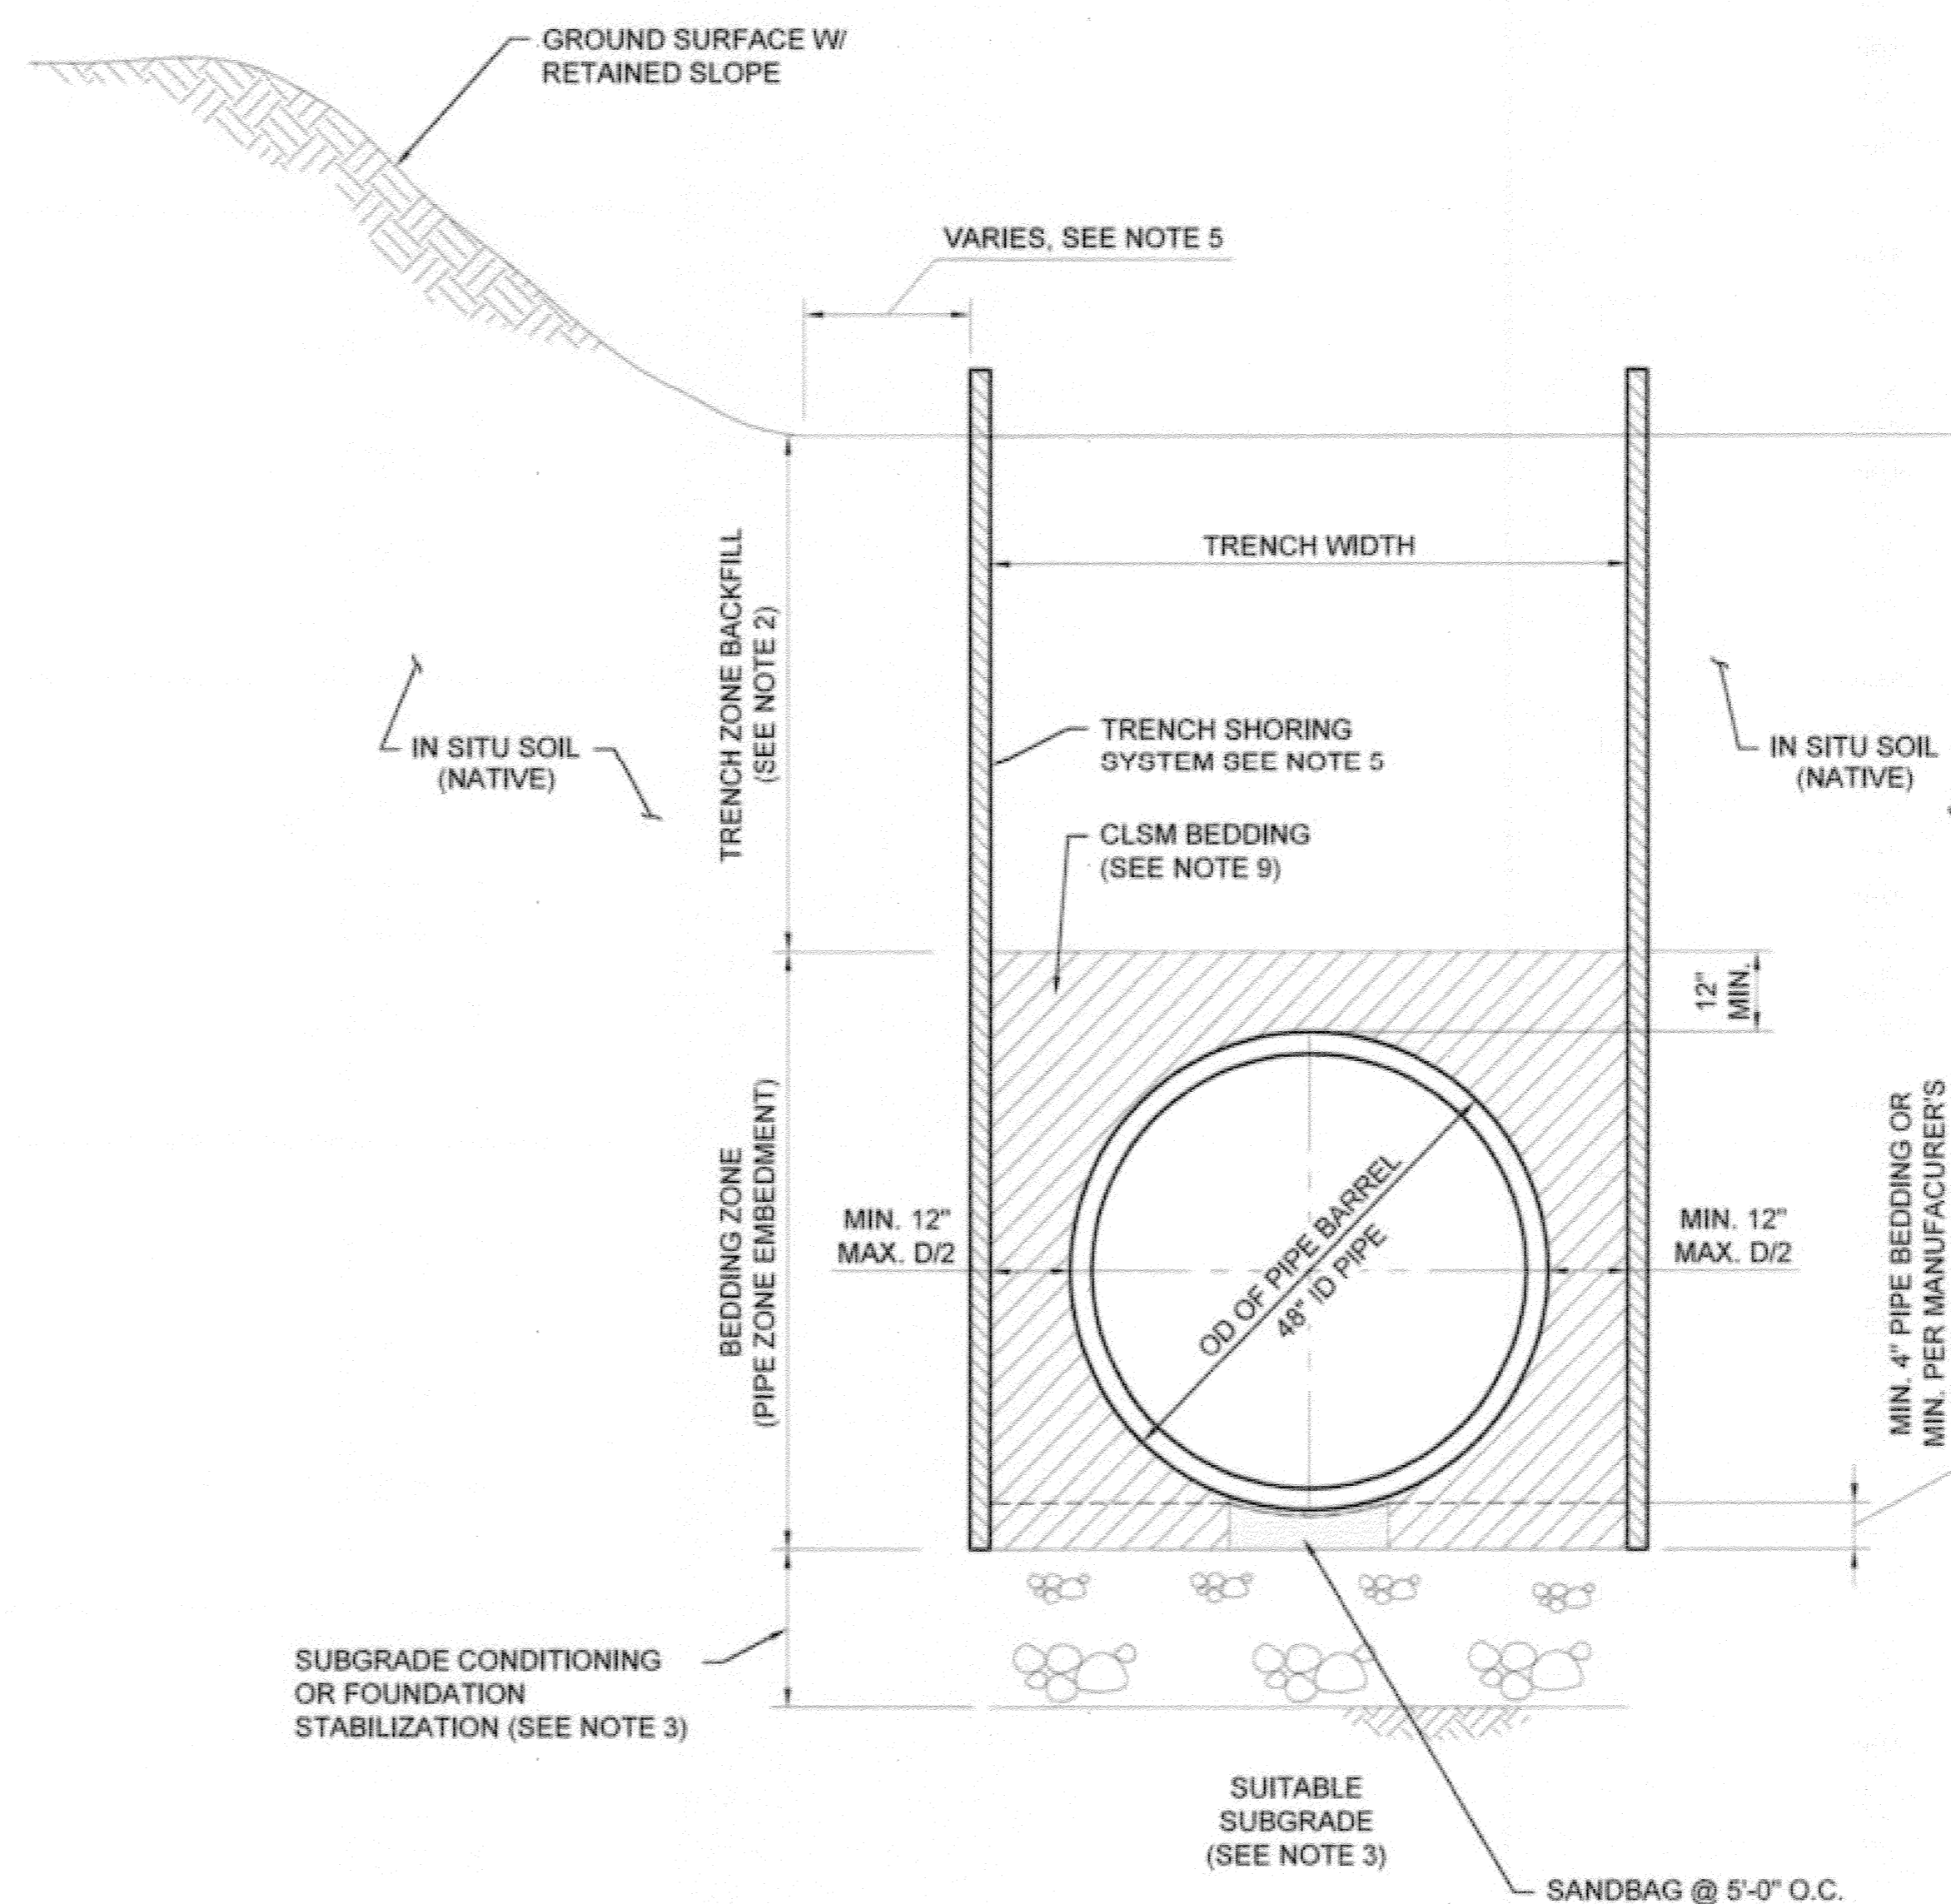 GROUND SURFACE W/
RETAINED SLOPE
VARIES, SEE NOTE 5
TRENCH WIDTH
TRENCH ZONE BACKFILL
(SEE NOTE 2)
IN SITU SOIL
(NATIVE)
TRENCH SHORING
SYSTEM SEE NOTE 5
IN SITU SOIL
(NATIVE)
CLSM BEDDING
(SEE NOTE 9)
12"
MIN.
BEDDING ZONE
(PIPE ZONE EMBEDMENT)
MIN. 12"
MAX. D/2
OD OF PIPE BARREL
48" ID PIPE
MIN. 12"
MAX. D/2
MIN. 4" PIPE BEDDING OR
MIN. PER MANUFACURER'S
SUBGRADE CONDITIONING
OR FOUNDATION
STABILIZATION (SEE NOTE 3)
SUITABLE
SUBGRADE
(SEE NOTE 3)
SANDBAG @ 5'-0" O.C.